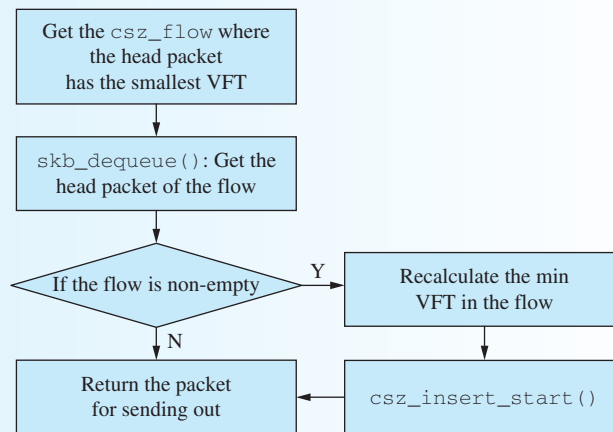 Get the csz_flow where
the head packet
has the smallest VFT
skb_dequeue(): Get the
head packet of the flow
If the flow is non-empty
Y
Recalculate the min
VFT in the flow
N
Return the packet
for sending out
csz_insert_start()